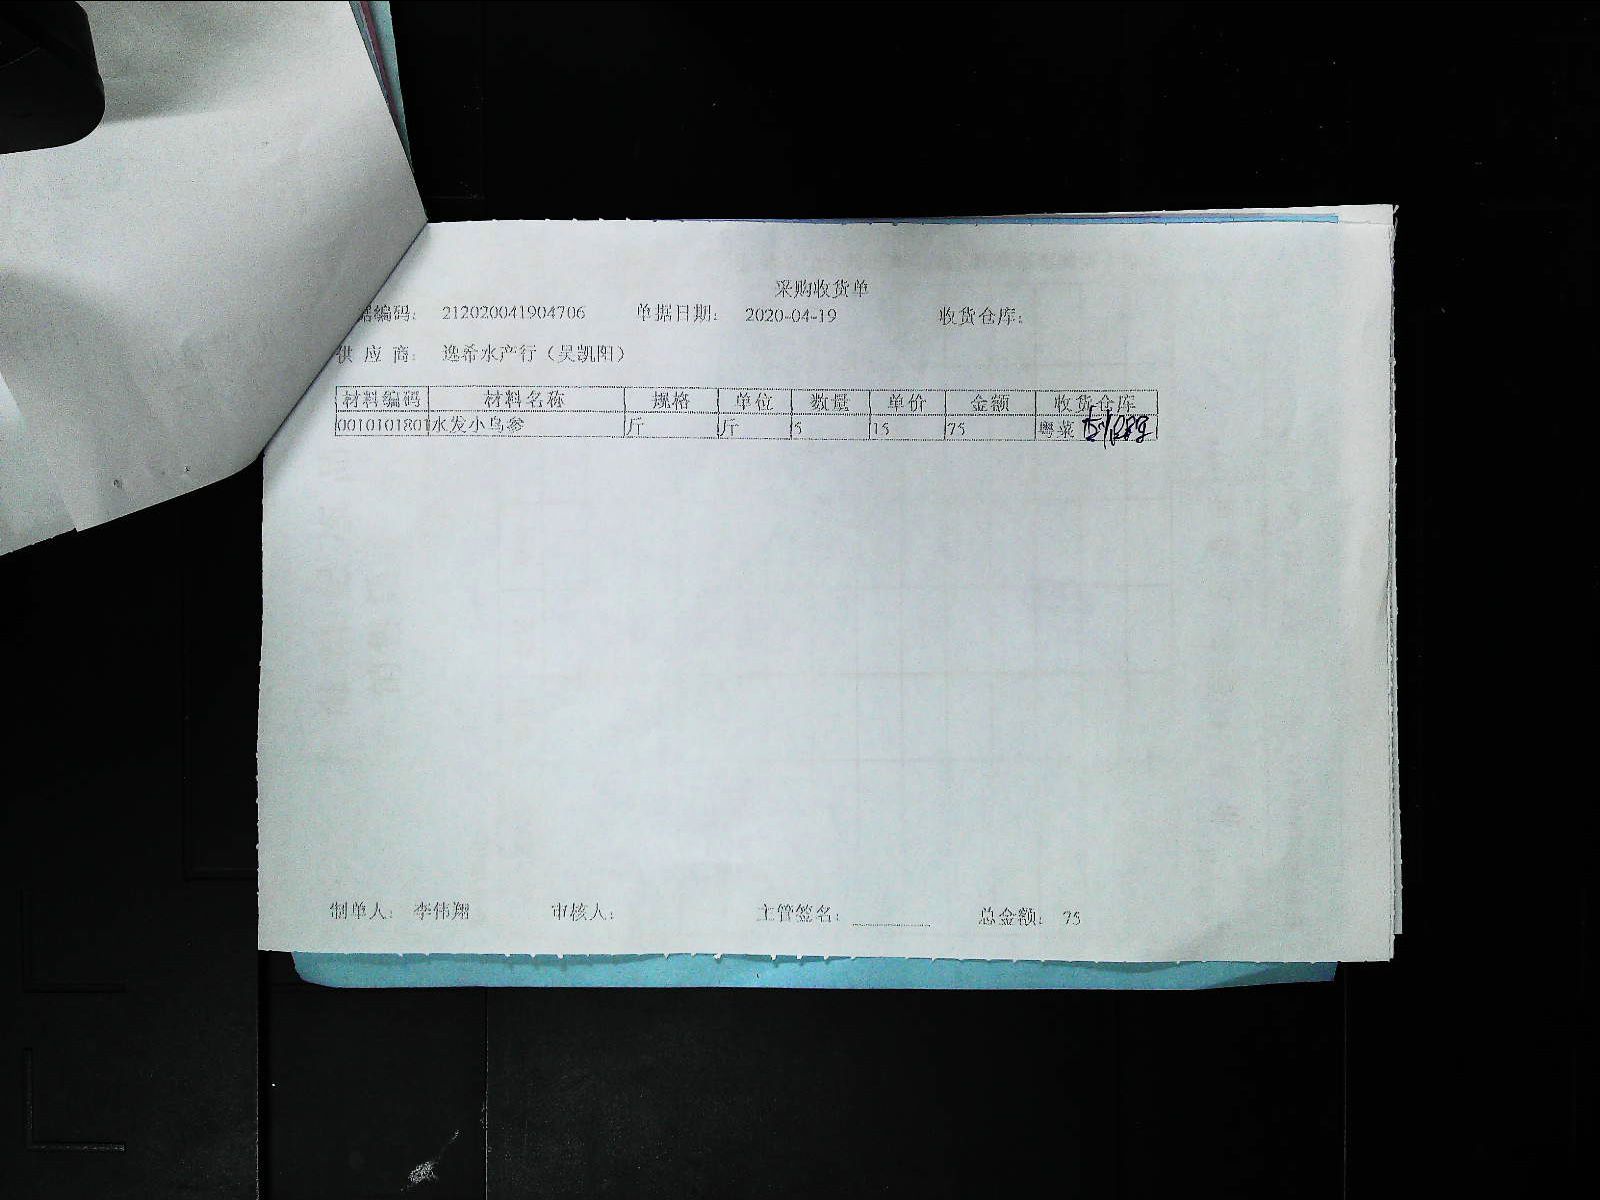 采购收货单
据编码： 212020041904706 单据日期： 2020-04-19 收货仓库：
供 应 商： 逸希水产行（吴凯阳）
材料编码 材料名称 规格 单位 数量 单价 金额 收货仓库
0010101801 水发小乌参 斤 斤 5 15 75 粤菜
制单人： 李伟翔 审核人： 主管签名： 总金额： 75